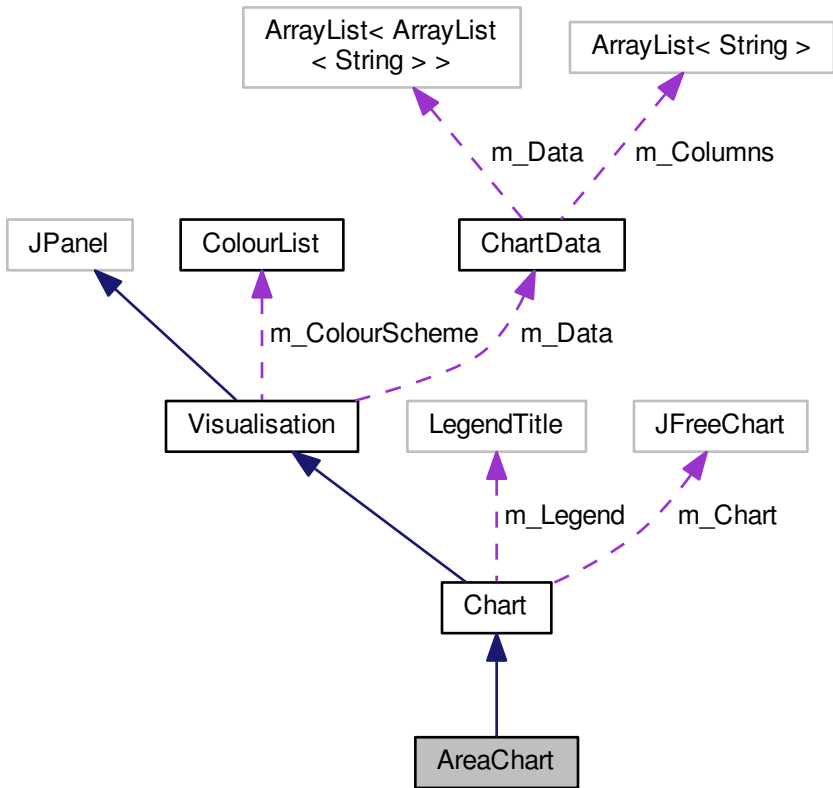 ArrayList< ArrayList
< String > >
ArrayList< String >
m_Data
m_Columns
JPanel
ColourList
ChartData
m_ColourScheme
m_Data
Visualisation
LegendTitle
JFreeChart
m_Legend
m_Chart
Chart
AreaChart